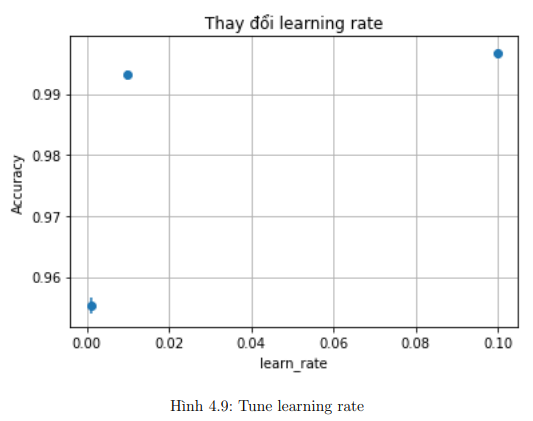 Thay đổi learning rate
0.99
0.98
0.97
0.96
Accuracy
0.00 0.02 0.04 0.06 0.08 0.10
learn_rate
Hình 4.9: Tune learning rate